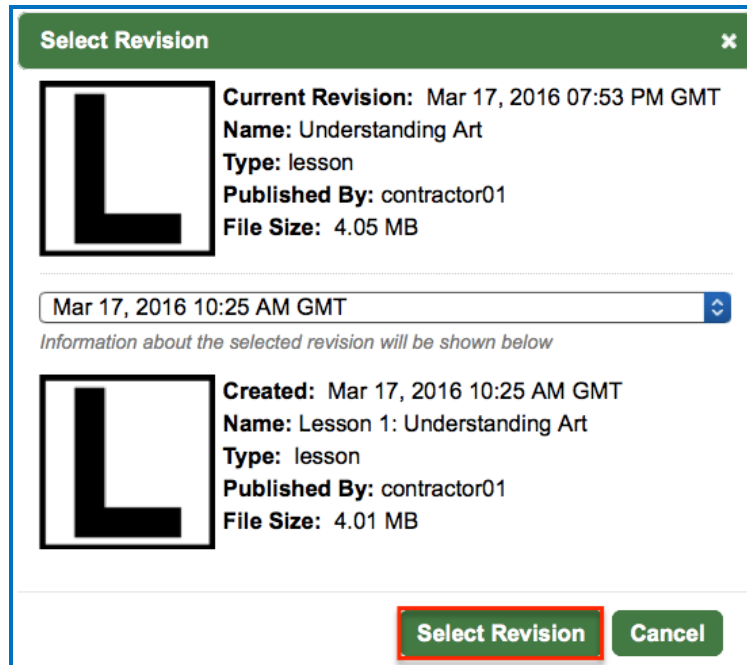 Select Revision ×
L
Current Revision: Mar 17, 2016 07:53 PM GMT
Name: Understanding Art
Type: lesson
Published By: contractor01
File Size: 4.05 MB
Mar 17, 2016 10:25 AM GMT
Information about the selected revision will be shown below
L
Created: Mar 17, 2016 10:25 AM GMT
Name: Lesson 1: Understanding Art
Type: lesson
Published By: contractor01
File Size: 4.01 MB
Select Revision Cancel